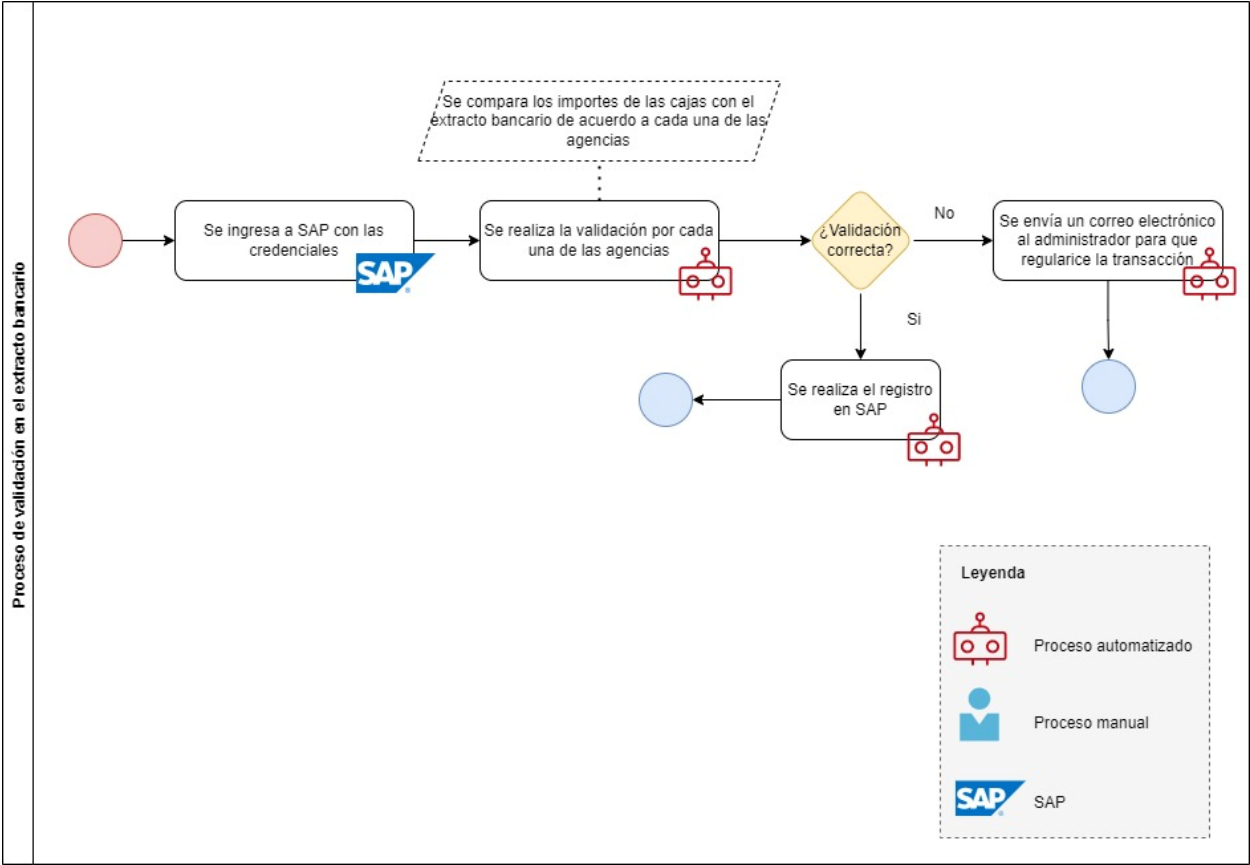 Proceso de validación en el extracto bancario
Se compara los importes de las cajas con el
extracto bancario de acuerdo a cada una de las
agencias
Se ingresa a SAP con las
credenciales
SAP
Se realiza la validación por cada
una de las agencias
¿Validación
correcta?
No
Se envía un correo electrónico
al administrador para que
regularice la transacción
Si
Se realiza el registro
en SAP
Leyenda
Proceso automatizado
Proceso manual
SAP
SAP